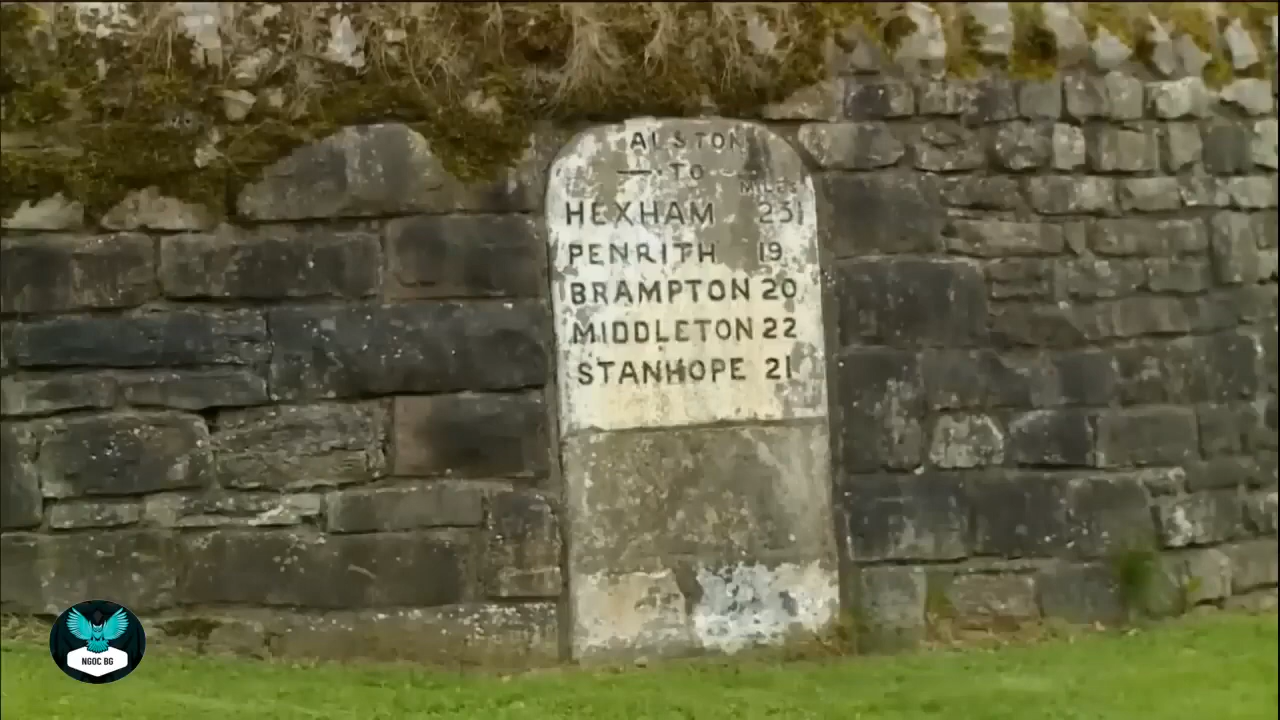 ALSTON
TO
MILES
HEXHAM 23½
PENRITH 19
BRAMPTON 20
MIDDLETON 22
STANHOPE 21
NGOC BG